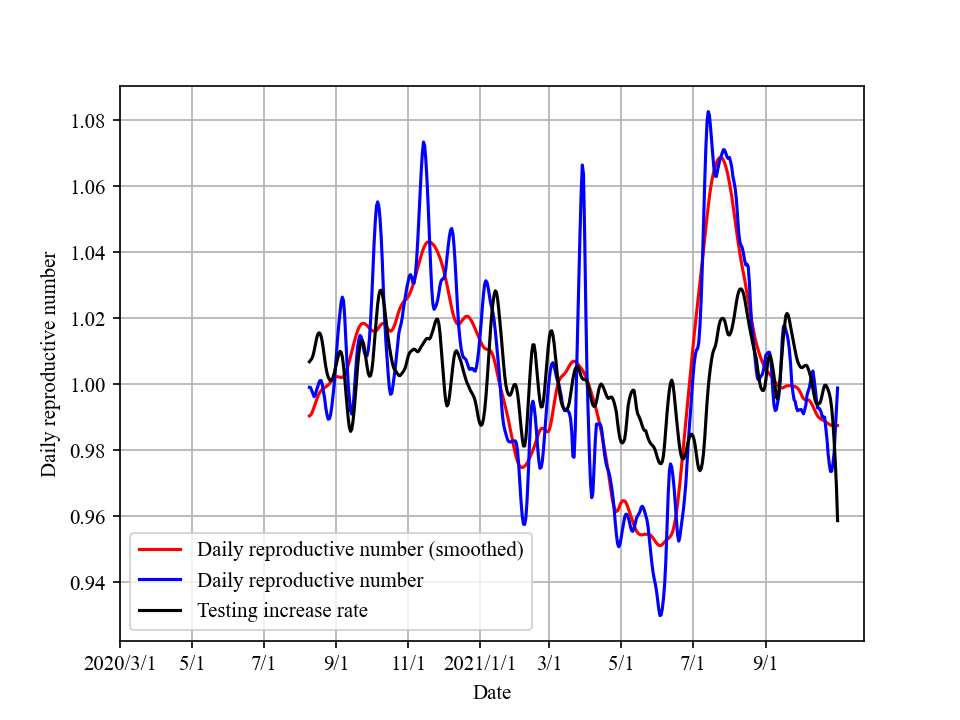 1.08
1.06
1.04
1.02
1.00
0.98
0.96
0.94
Daily reproductive number
Daily reproductive number (smoothed)
Daily reproductive number
Testing increase rate
2020/3/1 5/1 7/1 9/1 11/1 2021/1/1 3/1 5/1 7/1 9/1
Date